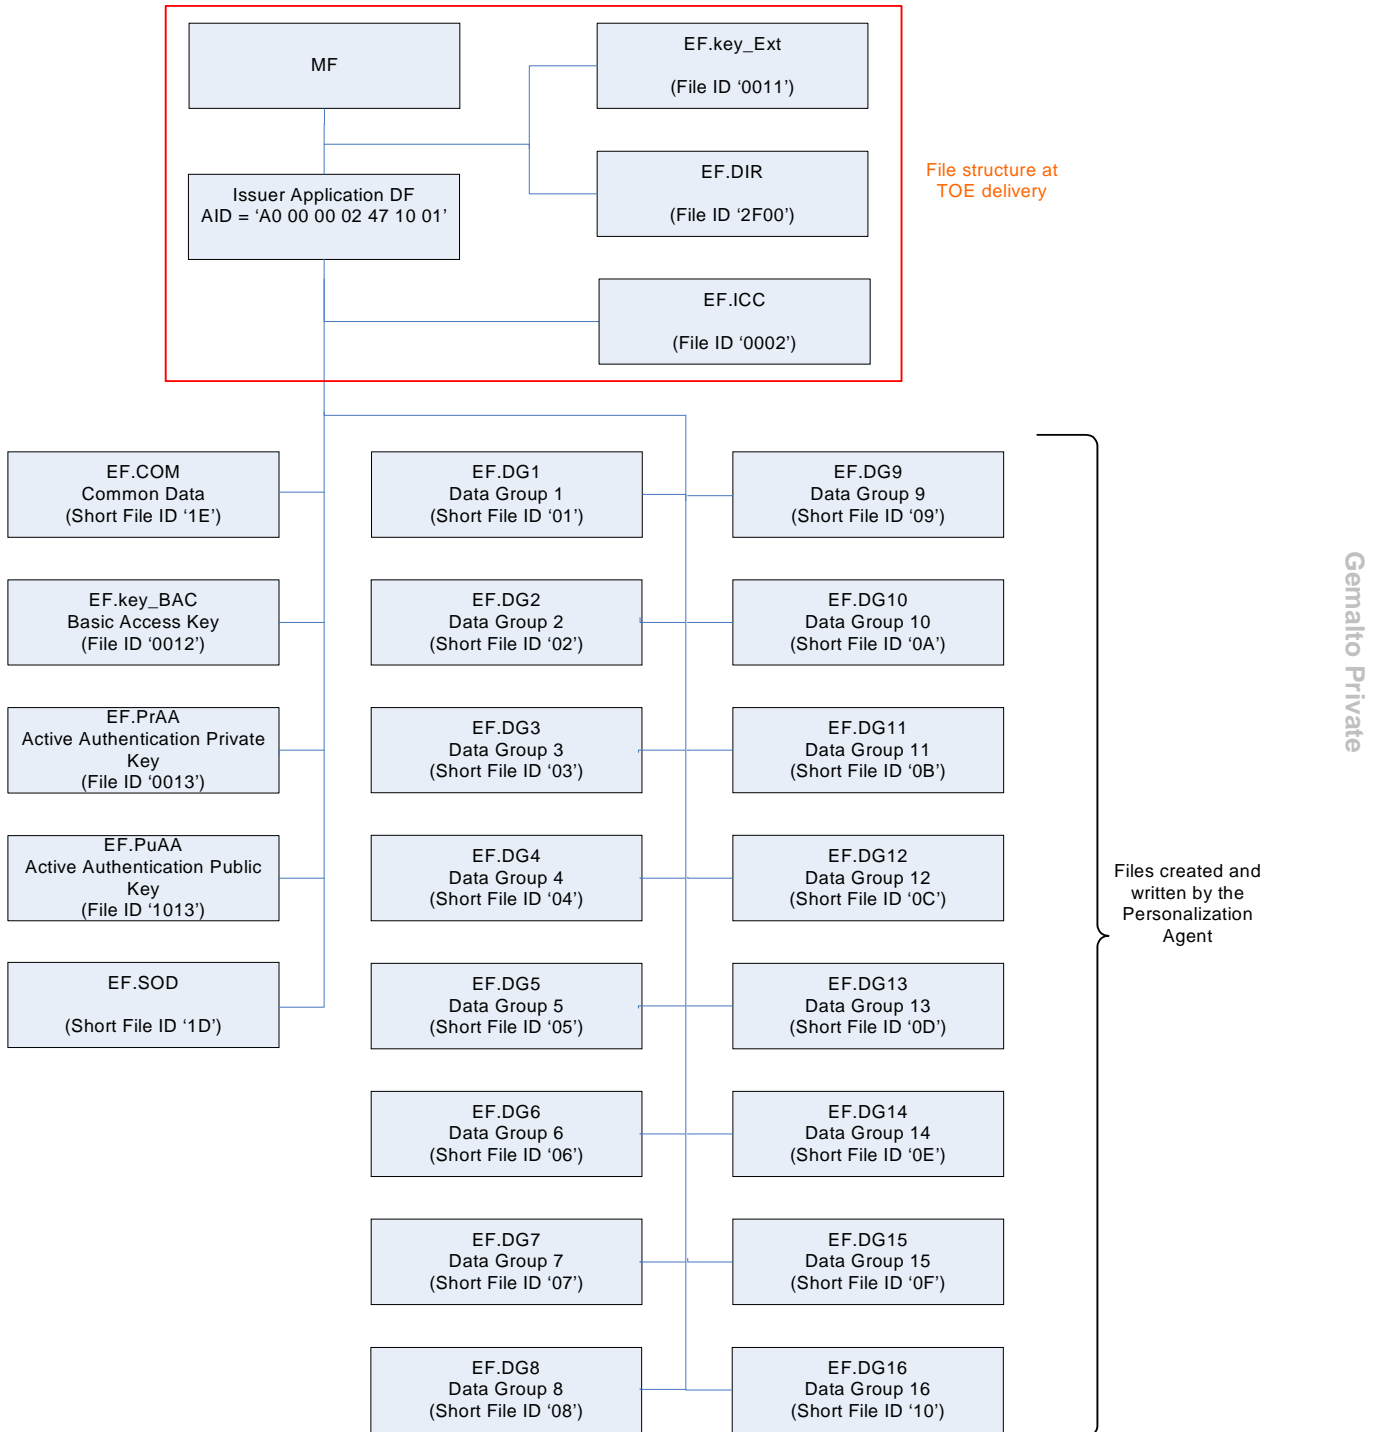 MF
EF.key_Ext
(File ID ‘0011’)
EF.DIR
(File ID ‘2F00’)
Issuer Application DF
AID = ‘A0 00 00 02 47 10 01’
EF.ICC
(File ID ‘0002’)
File structure at
TOE delivery
EF.COM
Common Data
(Short File ID ‘1E’)
EF.key_BAC
Basic Access Key
(File ID ‘0012’)
EF.PrAA
Active Authentication Private
Key
(File ID ‘0013’)
EF.PuAA
Active Authentication Public
Key
(File ID ‘1013’)
EF.SOD
(Short File ID ‘1D’)
EF.DG1
Data Group 1
(Short File ID ‘01’)
EF.DG2
Data Group 2
(Short File ID ‘02’)
EF.DG3
Data Group 3
(Short File ID ‘03’)
EF.DG4
Data Group 4
(Short File ID ‘04’)
EF.DG5
Data Group 5
(Short File ID ‘05’)
EF.DG6
Data Group 6
(Short File ID ‘06’)
EF.DG7
Data Group 7
(Short File ID ‘07’)
EF.DG8
Data Group 8
(Short File ID ‘08’)
EF.DG9
Data Group 9
(Short File ID ‘09’)
EF.DG10
Data Group 10
(Short File ID ‘0A’)
EF.DG11
Data Group 11
(Short File ID ‘0B’)
EF.DG12
Data Group 12
(Short File ID ‘0C’)
EF.DG13
Data Group 13
(Short File ID ‘0D’)
EF.DG14
Data Group 14
(Short File ID ‘0E’)
EF.DG15
Data Group 15
(Short File ID ‘0F’)
EF.DG16
Data Group 16
(Short File ID ‘10’)
Files created and
written by the
Personalization
Agent
Gemalto Private